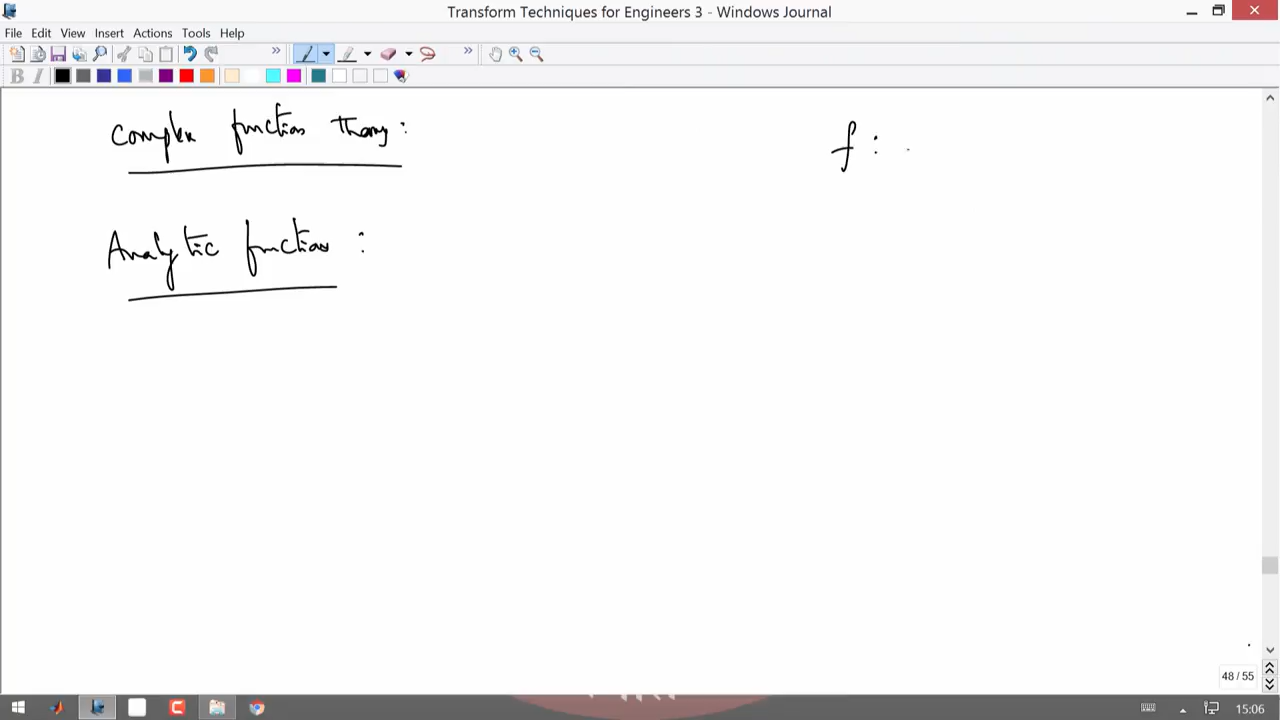 Transform Techniques for Engineers 3 - Windows Journal
File Edit View Insert Actions Tools Help
B I
Complex function theory:
f :
Analytic function :
48 / 55
15:06